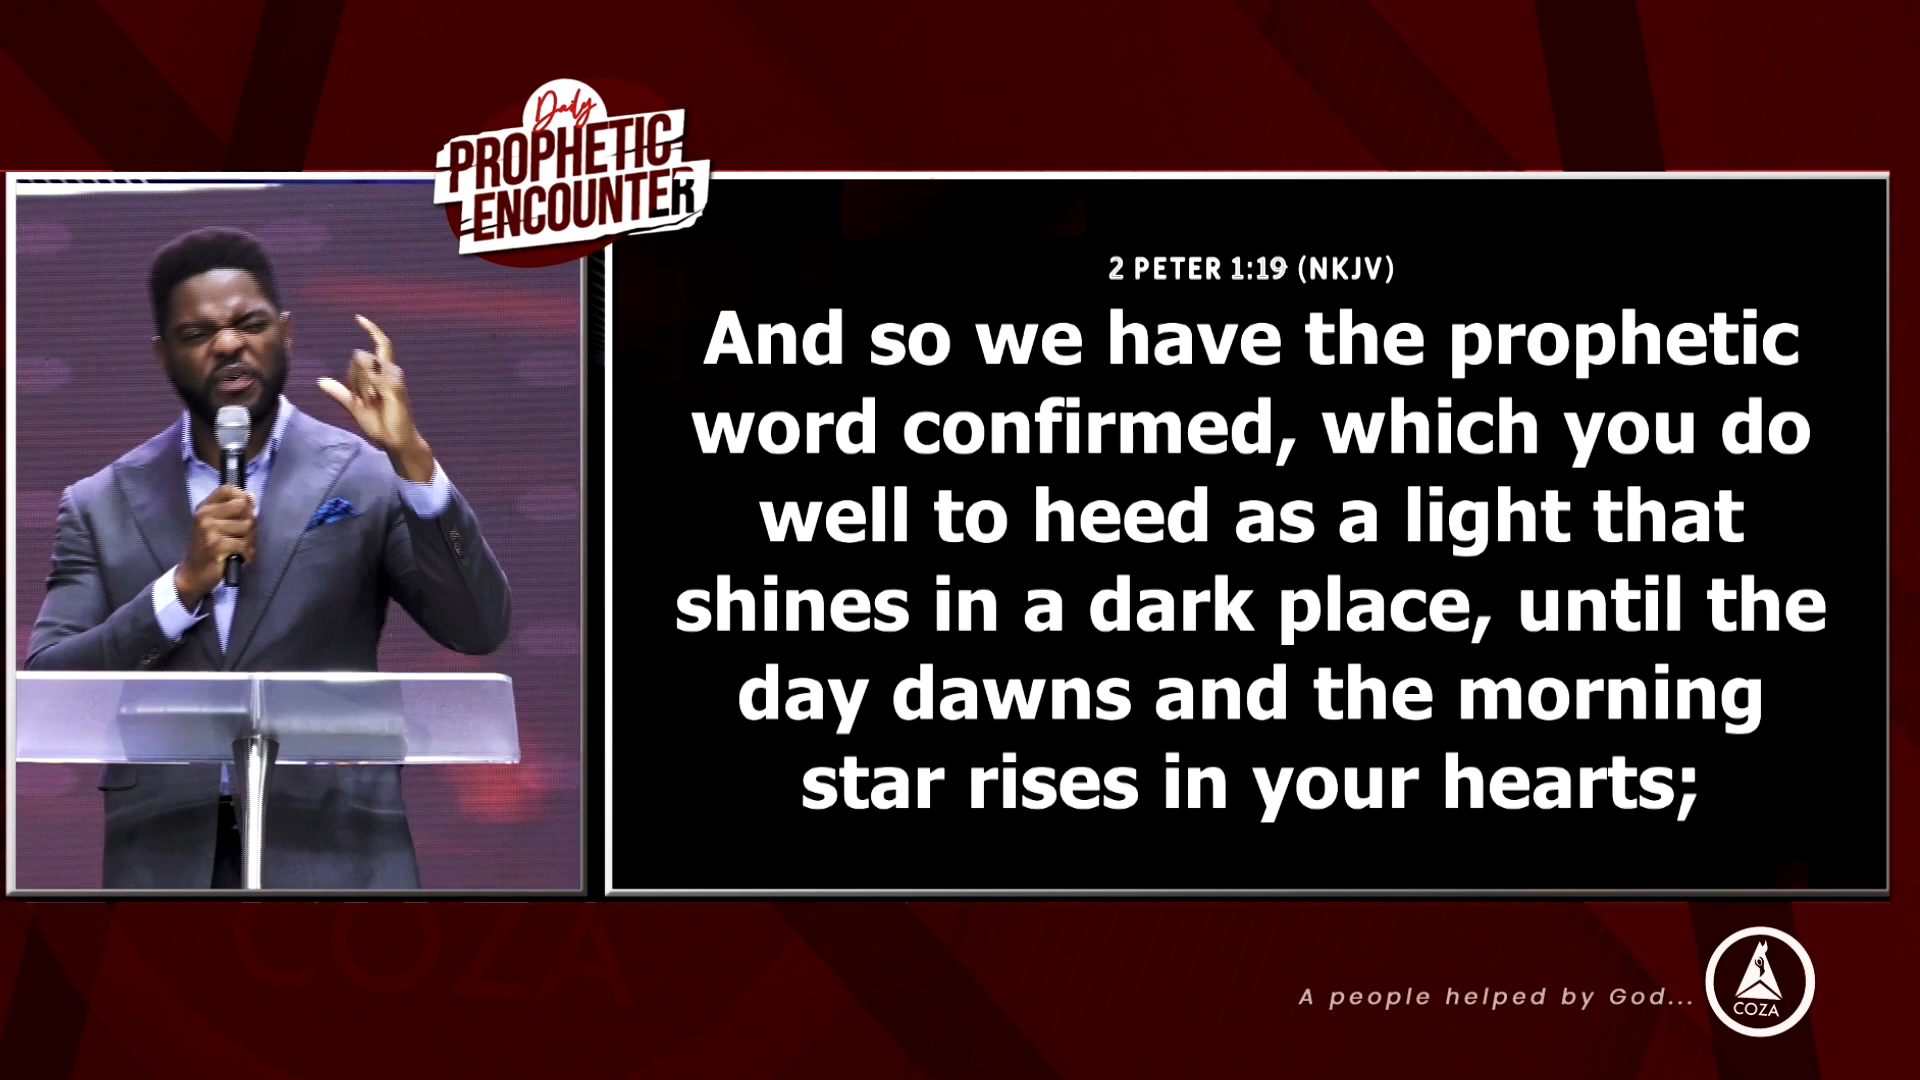 Daily
PROPHETIC
ENCOUNTER
2 PETER 1:19 (NKJV)
And so we have the prophetic
word confirmed, which you do
well to heed as a light that
shines in a dark place, until the
day dawns and the morning
star rises in your hearts;
COZA
A people helped by God...
COZA